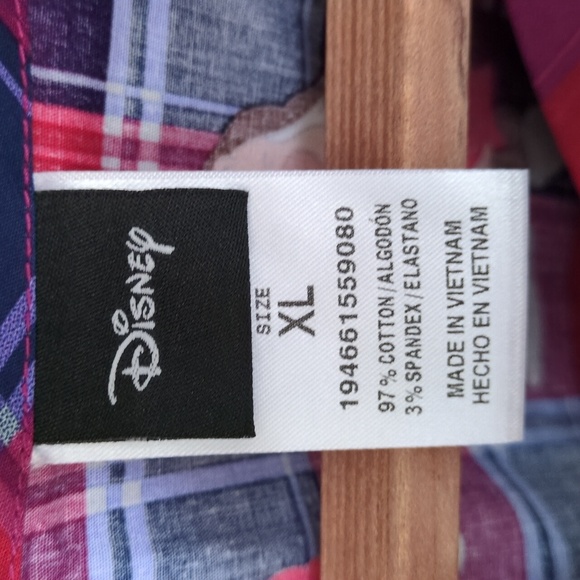 Disney
SIZE
XL
194661559080
97% COTTON/ALGODÓN
3% SPANDEX/ELASTANO
MADE IN VIETNAM
HECHO EN VIETNAM